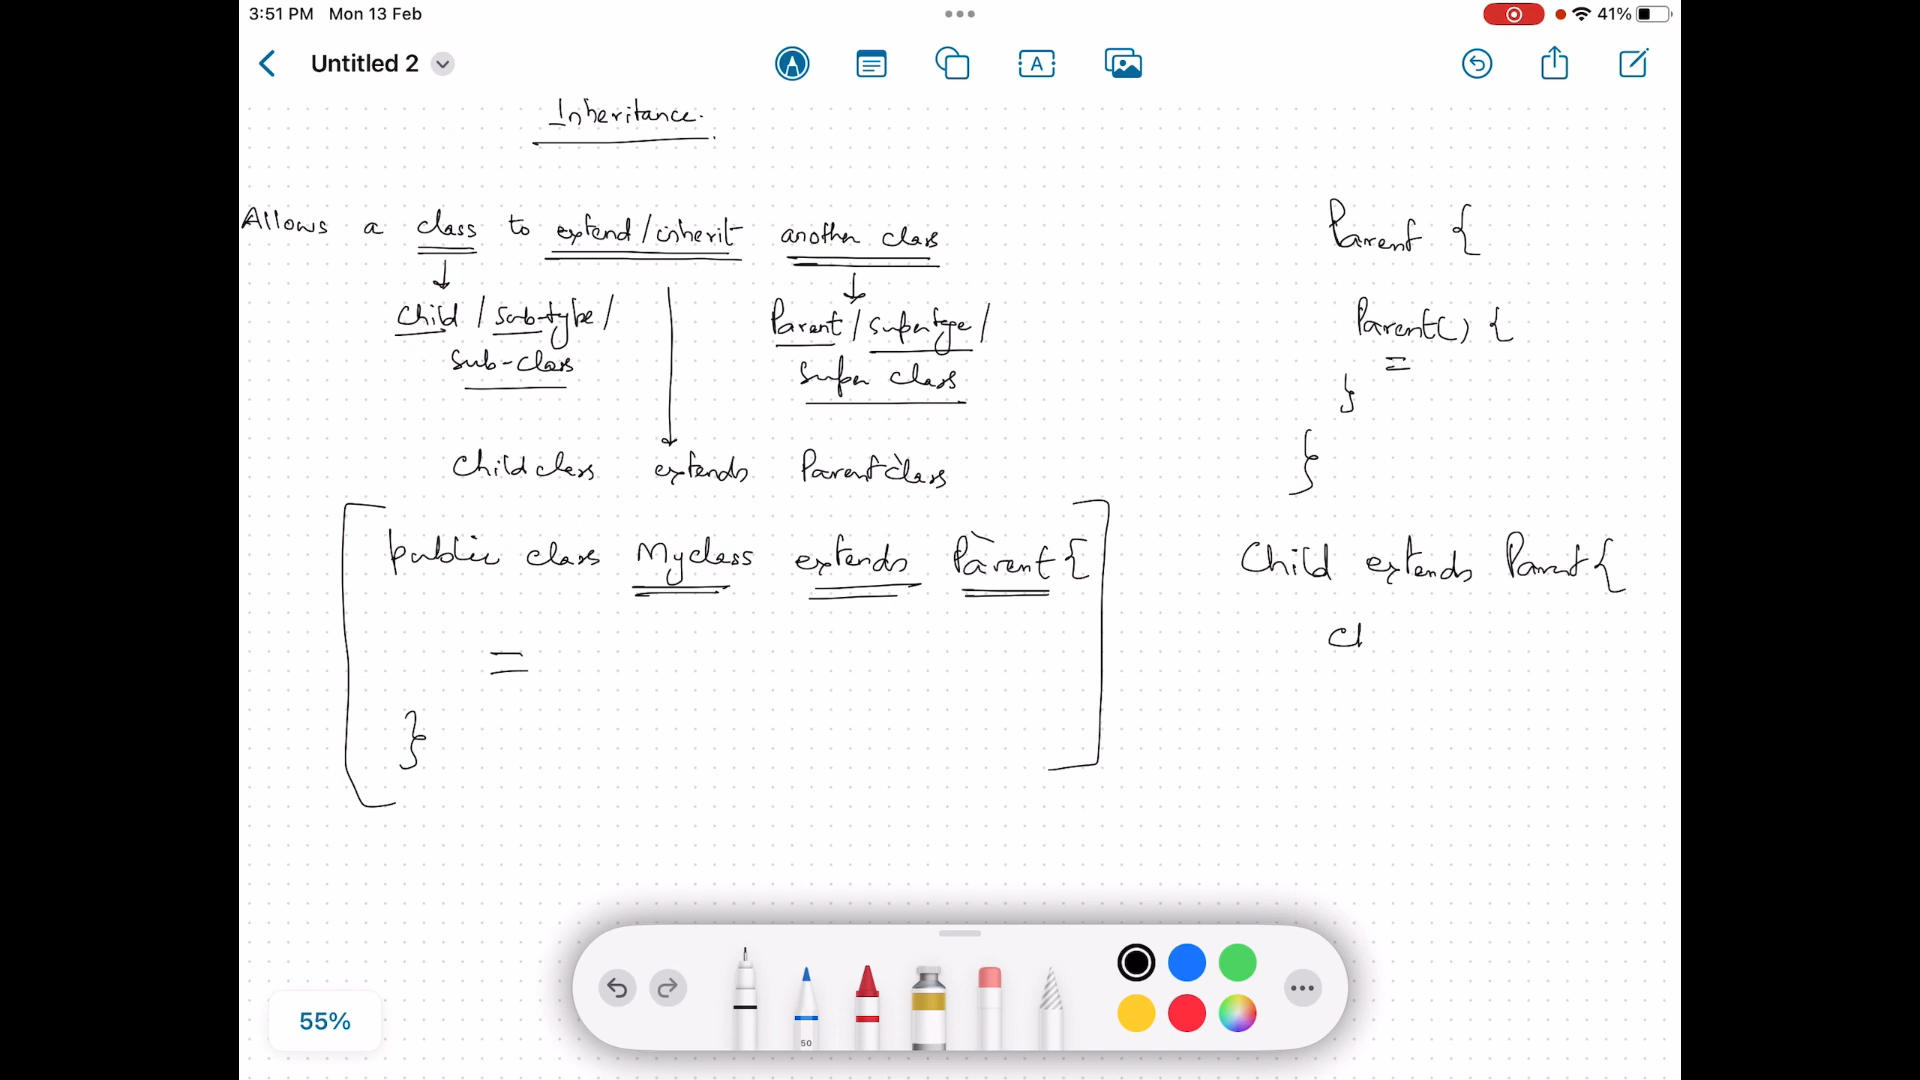 3:51 PM Mon 13 Feb
41%
Untitled 2
A
Inheritance.
Allows a class to extend/inherit another class
Child / Sub-type /
Sub-class
Parent / Supertype /
Super class
Child class extends Parent class
public class Myclass extends Parent {
=
}
Parent {
Parent() {
=
}
}
Child extends Parent {
Cl
50
55%